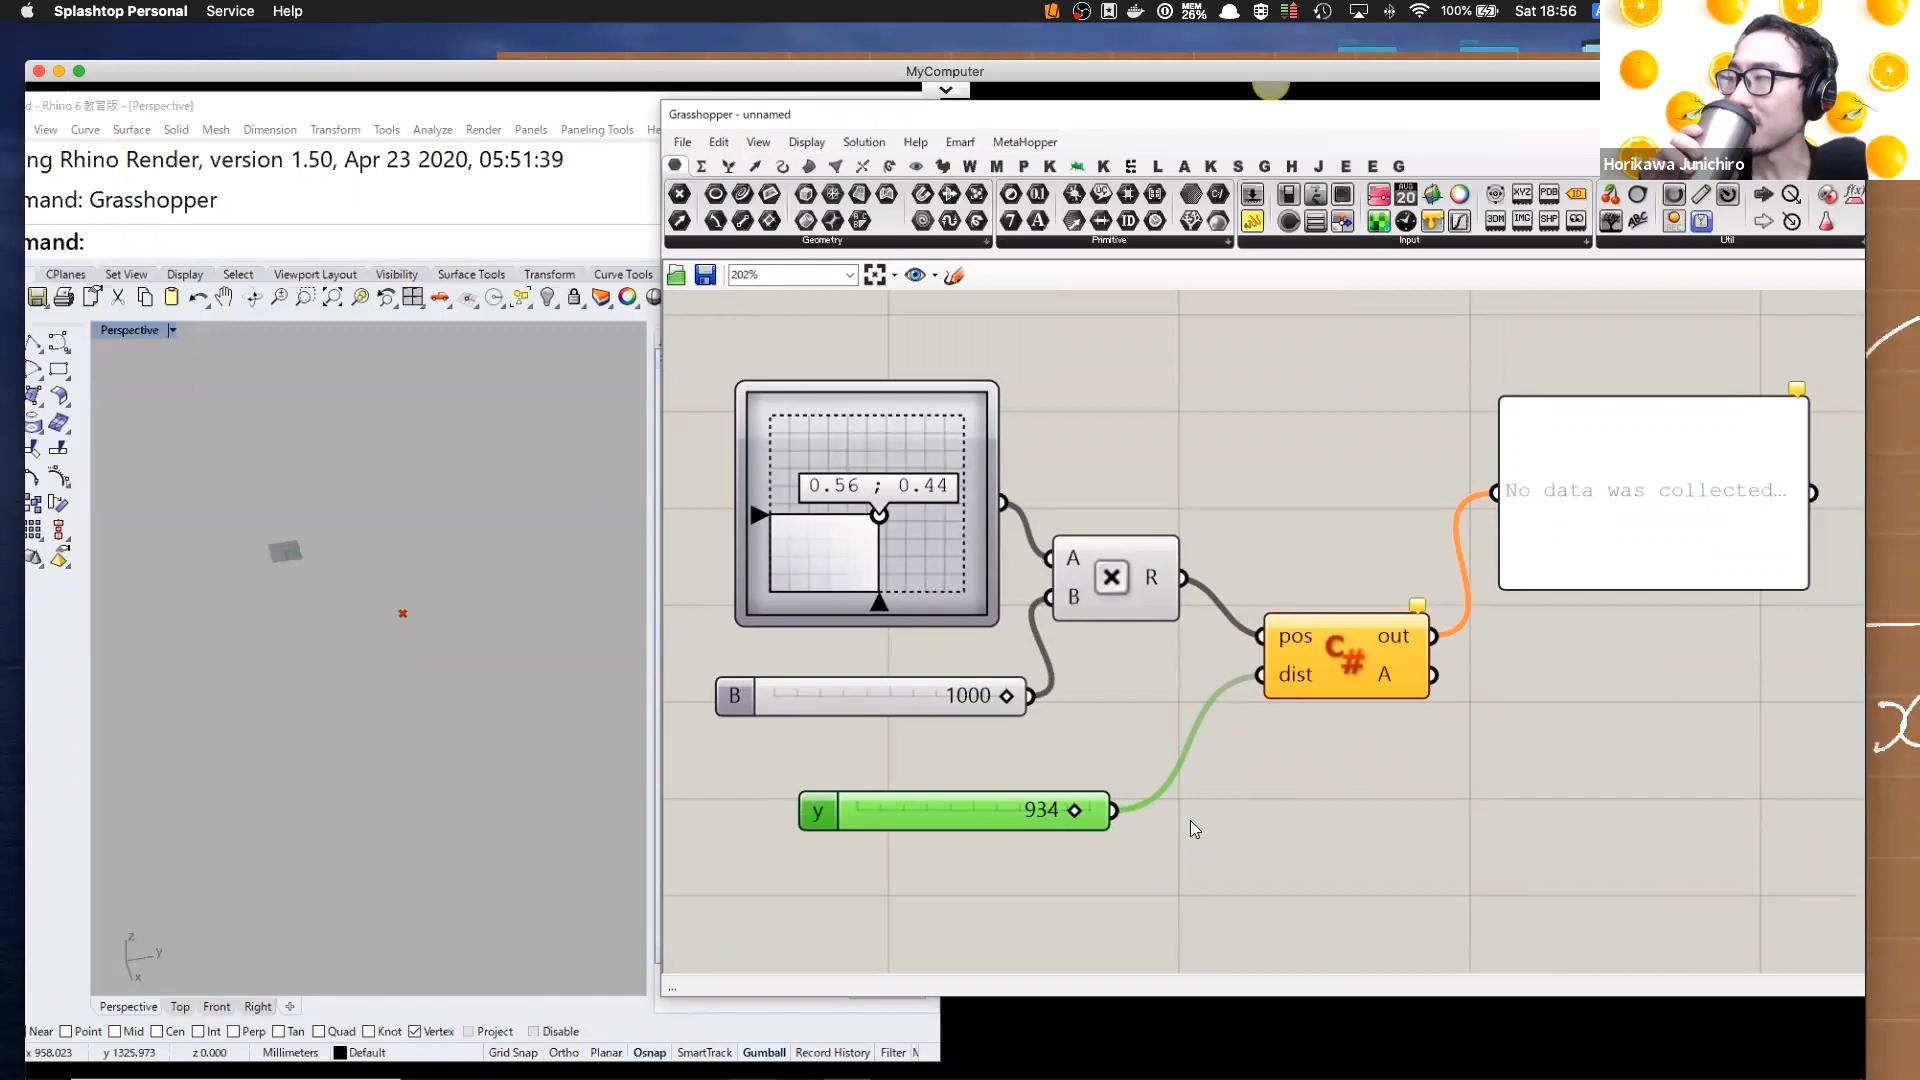 Splashtop Personal Service Help
MEM 26% 100% Sat 18:56
MyComputer
d - Rhino 6 教育版 - [Perspective]
View Curve Surface Solid Mesh Dimension Transform Tools Analyze Render Panels Paneling Tools He
ng Rhino Render, version 1.50, Apr 23 2020, 05:51:39
mand: Grasshopper
mand:
CPlanes Set View Display Select Viewport Layout Visibility Surface Tools Transform Curve Tools
Perspective
z
y
x
Perspective Top Front Right
Near Point Mid Cen Int Perp Tan Quad Knot Vertex Project Disable
x 958.023 y 1325.973 z 0.000 Millimeters Default Grid Snap Ortho Planar Osnap SmartTrack Gumball Record History Filter
Grasshopper - unnamed
File Edit View Display Solution Help Emarf MetaHopper
W M P K K L A K S G H J E E G
Geometry Primitive Input Util
202%
0.56 ; 0.44
A
B
R
B 1000
y 934
pos out
C#
dist A
No data was collected...
...
Horikawa Junichiro
x